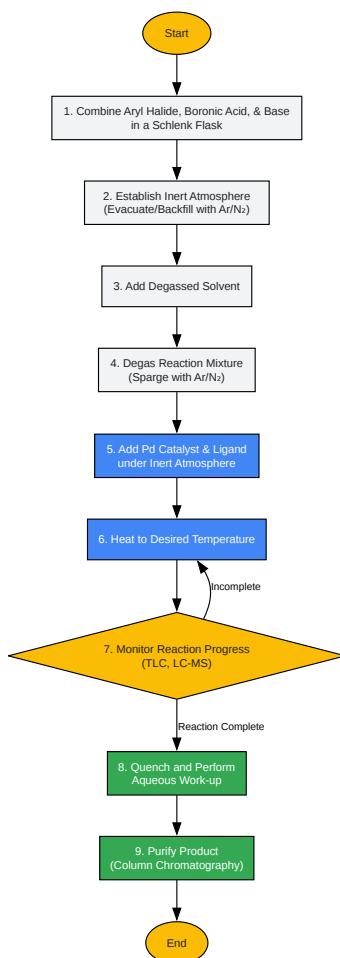 Start
1. Combine Aryl Halide, Boronic Acid, & Base
in a Schlenk Flask
2. Establish Inert Atmosphere
(Evacuate/Backfill with Ar/N₂)
3. Add Degassed Solvent
4. Degas Reaction Mixture
(Sparge with Ar/N₂)
5. Add Pd Catalyst & Ligand
under Inert Atmosphere
6. Heat to Desired Temperature
Incomplete
7. Monitor Reaction Progress
(TLC, LC-MS)
Reaction Complete
8. Quench and Perform
Aqueous Work-up
9. Purify Product
(Column Chromatography)
End